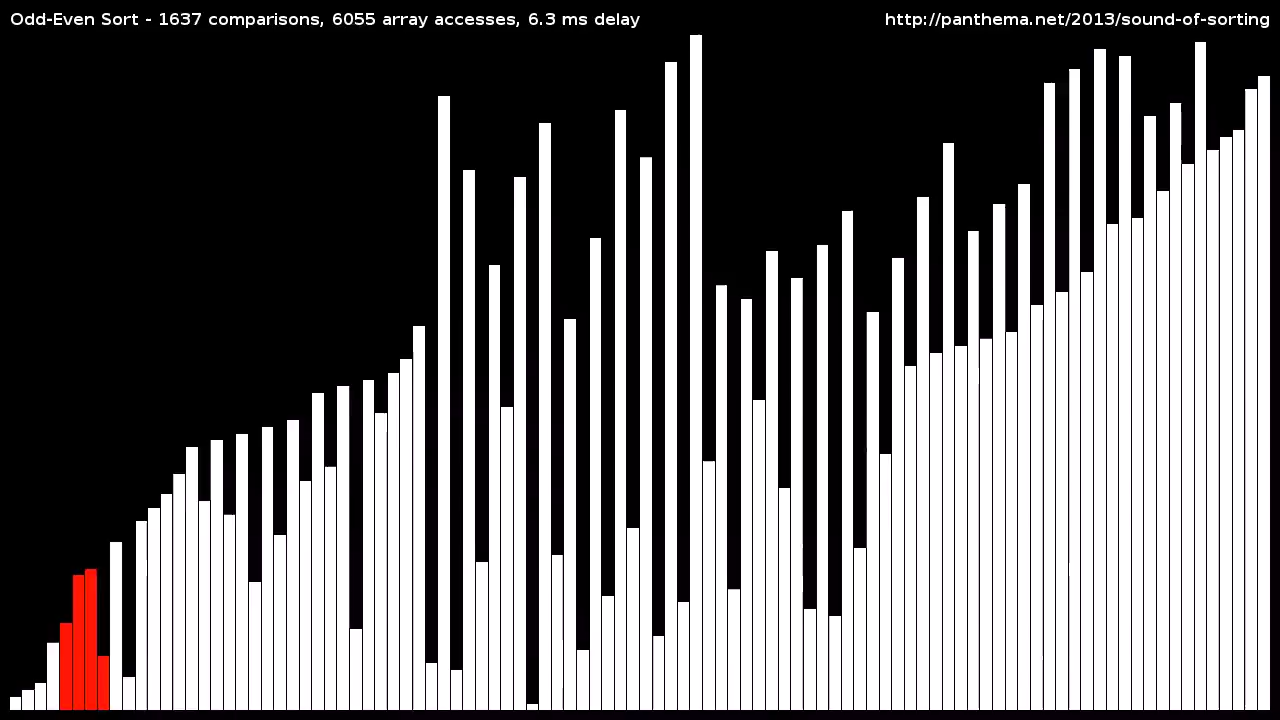 Odd-Even Sort - 1637 comparisons, 6055 array accesses, 6.3 ms delay
http://panthema.net/2013/sound-of-sorting